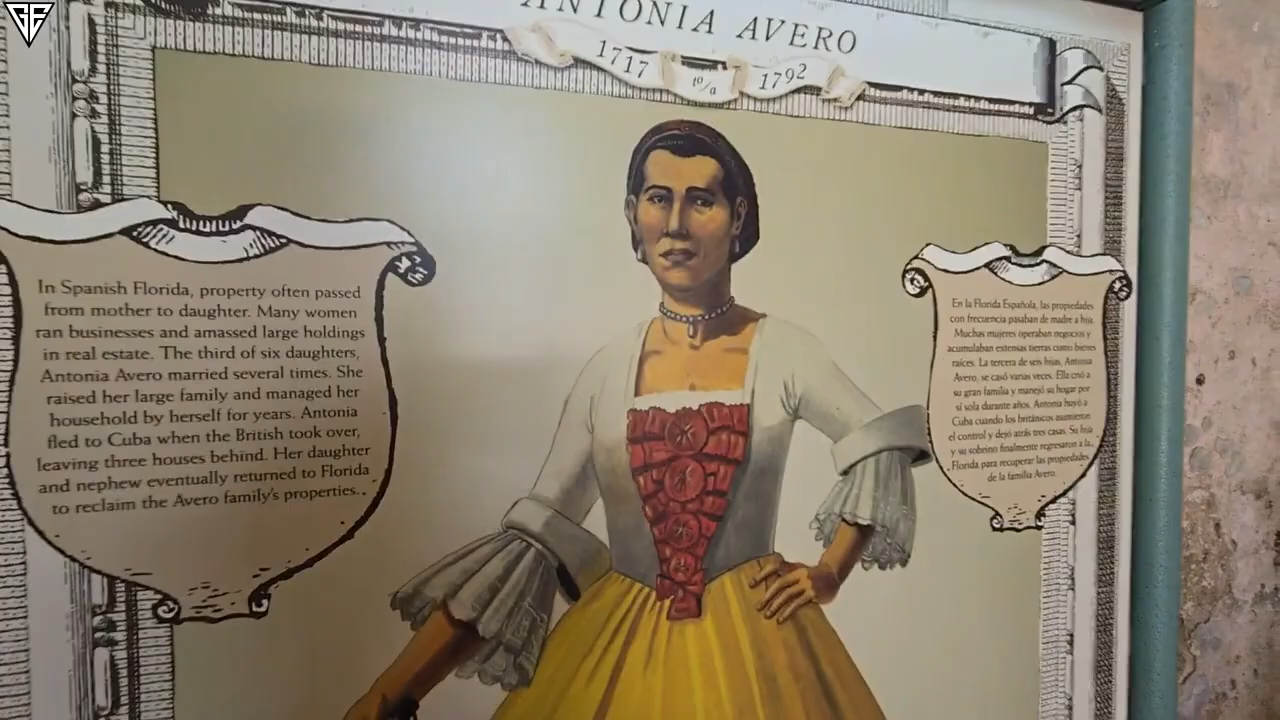 GF
ANTONIA AVERO
1717 to/a 1792
In Spanish Florida, property often passed
from mother to daughter. Many women
ran businesses and amassed large holdings
in real estate. The third of six daughters,
Antonia Avero married several times. She
raised her large family and managed her
household by herself for years. Antonia
fled to Cuba when the British took over,
leaving three houses behind. Her daughter
and nephew eventually returned to Florida
to reclaim the Avero family's properties.
En la Florida Española, las propiedades
con frecuencia pasaban de madre a hija.
Muchas mujeres operaban negocios y
acumulaban extensas tierras como bienes
raíces. La tercera de seis hijas, Antonia
Avero, se casó varias veces. Ella crió a
su gran familia y manejó su hogar por
sí sola durante años. Antonia huyó a
Cuba cuando los británicos asumieron
el control y dejó atrás tres casas. Su hija
y su sobrino finalmente regresaron a la
Florida para recuperar las propiedades
de la familia Avero.